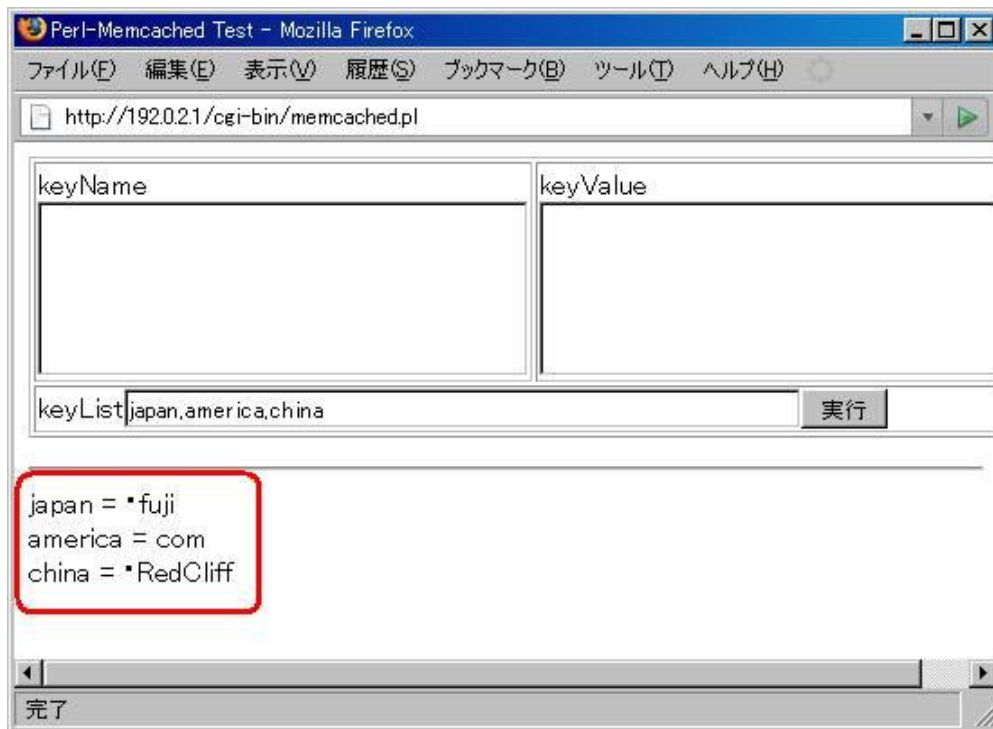 Perl-Memcached Test - Mozilla Firefox
ファイル(F) 編集(E) 表示(V) 履歴(S) ブックマーク(B) ツール(T) ヘルプ(H)
http://192.0.2.1/cgi-bin/memcached.pl
keyName keyValue
keyList japan,america,china 実行
japan = ･fuji
america = com
china = ･RedCliff
完了